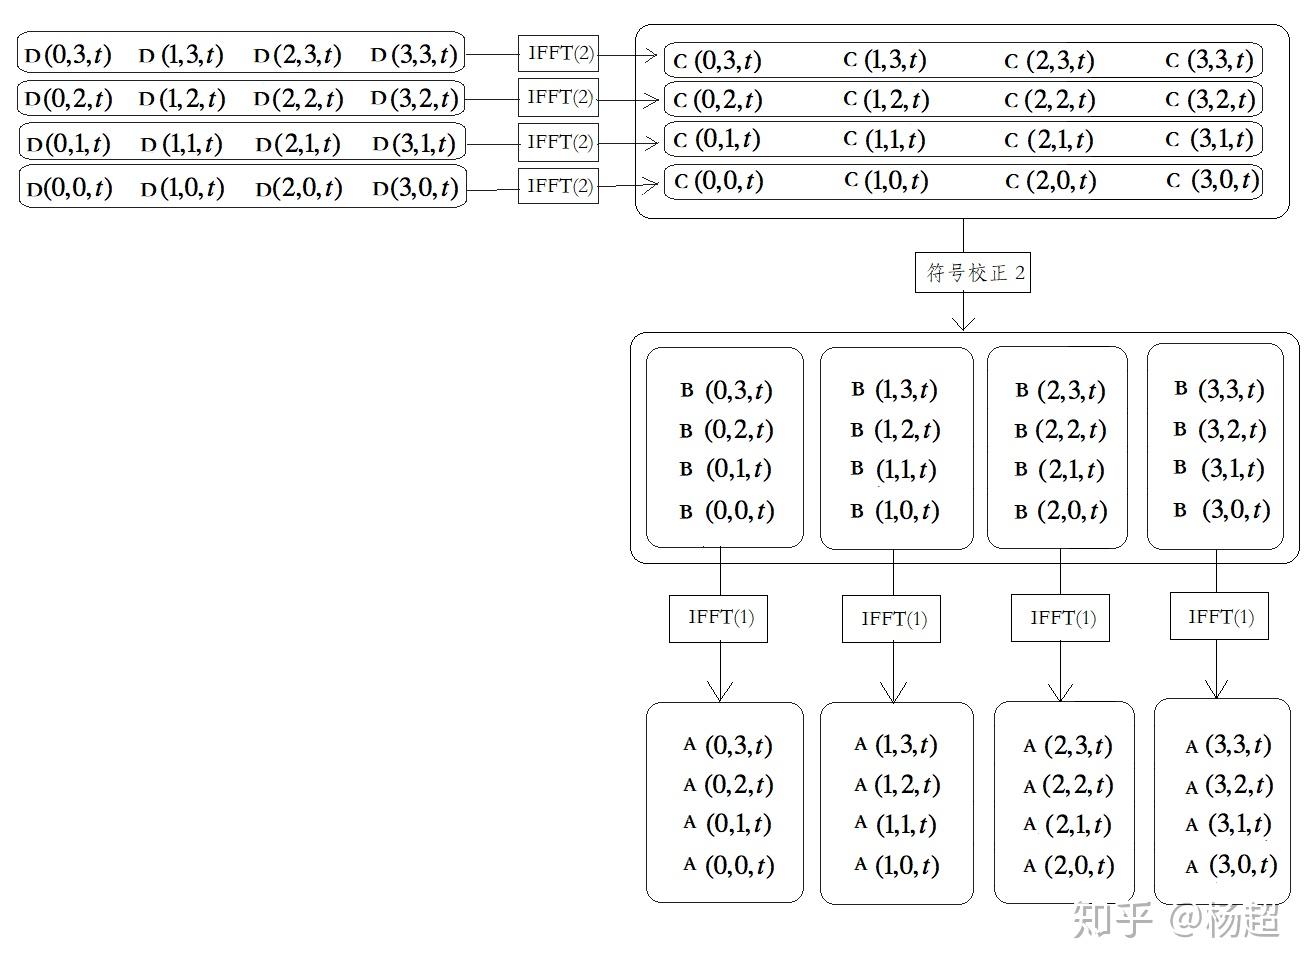 D(0,3,t) D(1,3,t) D(2,3,t) D(3,3,t) IFFT(2) C(0,3,t) C(1,3,t) C(2,3,t) C(3,3,t)
D(0,2,t) D(1,2,t) D(2,2,t) D(3,2,t) IFFT(2) C(0,2,t) C(1,2,t) C(2,2,t) C(3,2,t)
D(0,1,t) D(1,1,t) D(2,1,t) D(3,1,t) IFFT(2) C(0,1,t) C(1,1,t) C(2,1,t) C(3,1,t)
D(0,0,t) D(1,0,t) D(2,0,t) D(3,0,t) IFFT(2) C(0,0,t) C(1,0,t) C(2,0,t) C(3,0,t)
符号校正 2
B(0,3,t) B(1,3,t) B(2,3,t) B(3,3,t)
B(0,2,t) B(1,2,t) B(2,2,t) B(3,2,t)
B(0,1,t) B(1,1,t) B(2,1,t) B(3,1,t)
B(0,0,t) B(1,0,t) B(2,0,t) B(3,0,t)
IFFT(1) IFFT(1) IFFT(1) IFFT(1)
A(0,3,t) A(1,3,t) A(2,3,t) A(3,3,t)
A(0,2,t) A(1,2,t) A(2,2,t) A(3,2,t)
A(0,1,t) A(1,1,t) A(2,1,t) A(3,1,t)
A(0,0,t) A(1,0,t) A(2,0,t) A(3,0,t)
知乎 @杨超